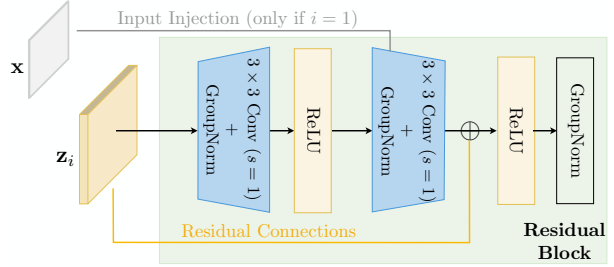 Input Injection (only if i = 1)
x
z_i
3 × 3 Conv (s = 1)
+
GroupNorm
ReLU
3 × 3 Conv (s = 1)
+
GroupNorm
ReLU
GroupNorm
Residual Connections
Residual
Block